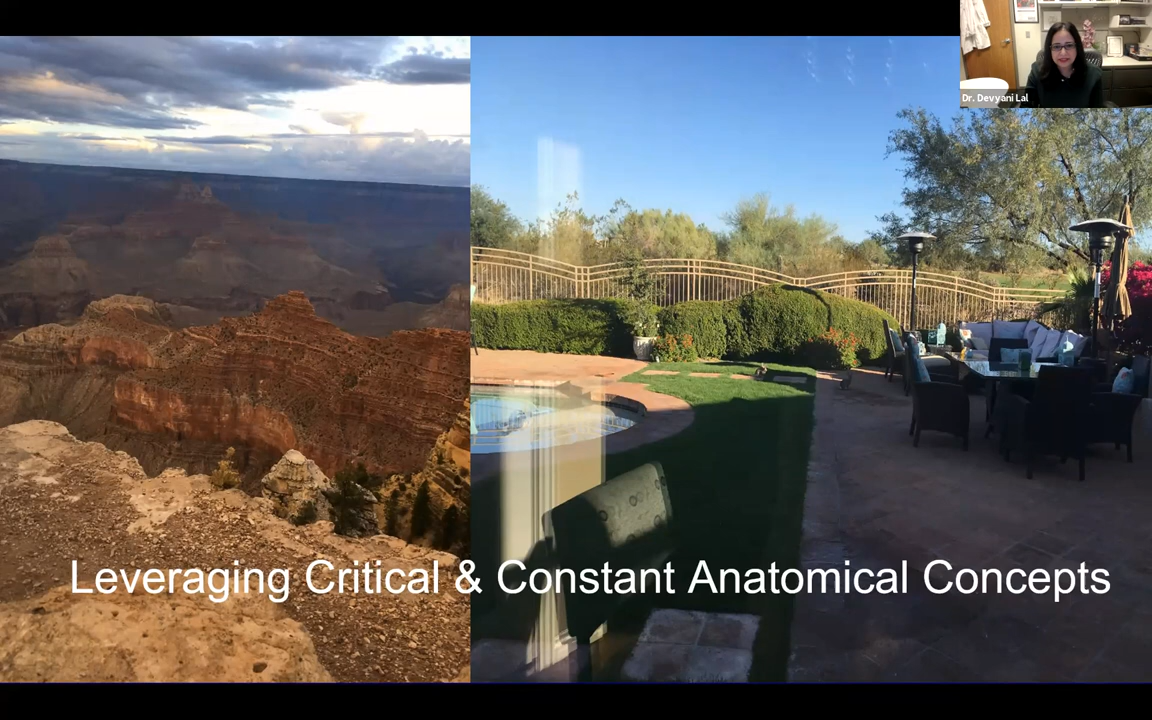 Dr. Devyani Lal
Leveraging Critical & Constant Anatomical Concepts